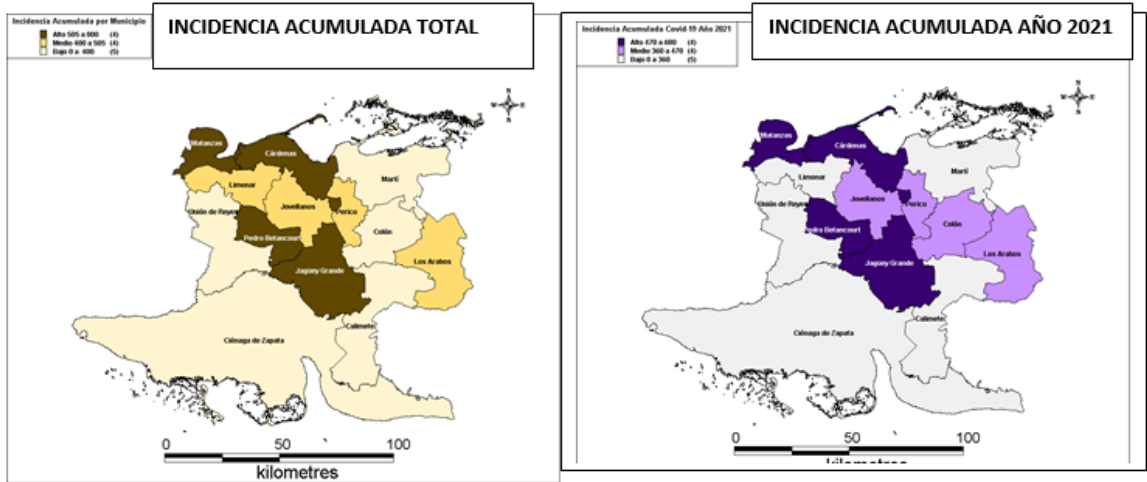 Incidencia Acumulada por Municipio
Alto 505 a 800 (4)
Medio 400 a 505 (4)
Bajo 0 a 400 (5)
INCIDENCIA ACUMULADA TOTAL
N
W
E
S
Matanzas
Cárdenas
Martí
Limonar
Jovellanos
Perico
Unión de Reyes
Colón
Pedro Betancourt
Los Arabos
Jagüey Grande
Calimete
Ciénaga de Zapata
0 50 100
kilometres
Incidencia Acumulada Covid-19 Año 2021
Alto 470 a 600 (4)
Medio 360 a 470 (4)
Bajo 0 a 360 (5)
INCIDENCIA ACUMULADA AÑO 2021
N
W
E
S
Matanzas
Cárdenas
Martí
Limonar
Jovellanos
Perico
Unión de Reyes
Colón
Pedro Betancourt
Los Arabos
Jagüey Grande
Calimete
Ciénaga de Zapata
0 50 100
kilometres